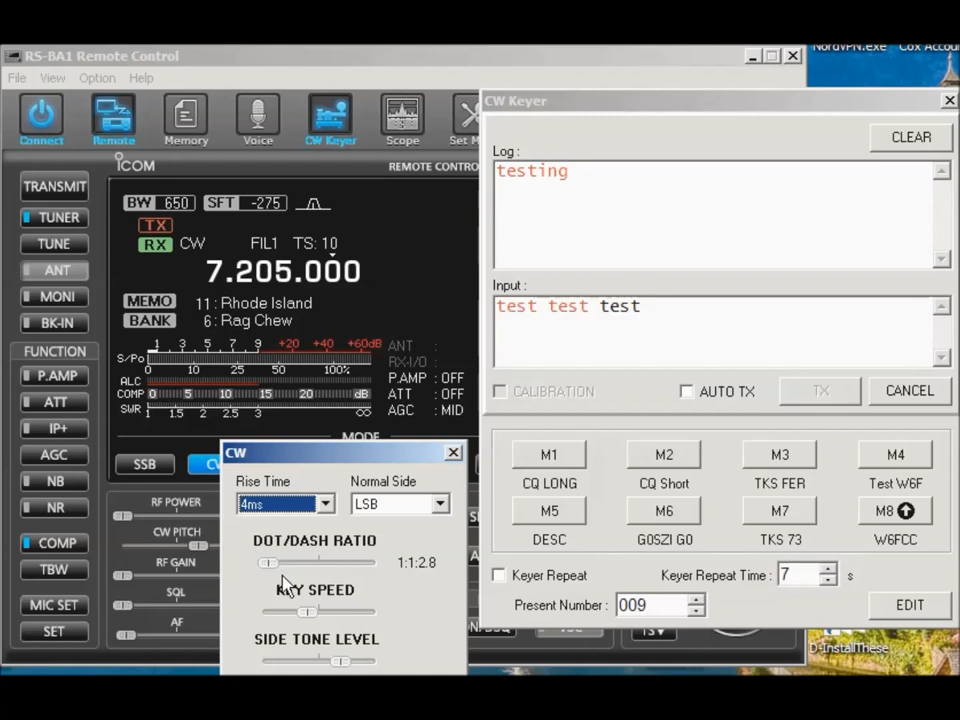 NordVPN.exe Cox Accou
RS-BA1 Remote Control
File View Option Help
Connect Remote Memory Voice CW Keyer Scope Set M
ICOM
REMOTE CONTRO
TRANSMIT
TUNER
TUNE
ANT
MONI
BK-IN
FUNCTION
P.AMP
ATT
IP+
AGC
NB
NR
COMP
TBW
MIC SET
SET
BW 650 SFT -275
TX
RX CW FIL1 TS: 10
7.205.000
MEMO 11: Rhode Island
BANK 6: Rag Chew
1 3 5 7 9 +20 +40 +60dB
S/Po
0 10 25 50 100%
ALC
COMP 0 5 10 15 20 dB
SWR 1 1.5 2 2.5 3 ∞
ANT :
RX-I/O :
P.AMP : OFF
ATT : OFF
AGC : MID
MODE
SSB
RF POWER
CW PITCH
RF GAIN
SQL
AF
CW
Rise Time Normal Side
4ms LSB
DOT/DASH RATIO
1:1:2.8
KEY SPEED
SIDE TONE LEVEL
TS▼
CW Keyer
CLEAR
Log :
testing
Input :
test test test
CALIBRATION AUTO TX TX CANCEL
M1 M2 M3 M4
CQ LONG CQ Short TKS FER Test W6F
M5 M6 M7 M8
DESC G0SZI G0 TKS 73 W6FCC
Keyer Repeat Keyer Repeat Time : 7 s
Present Number : 009 EDIT
D-InstallThese